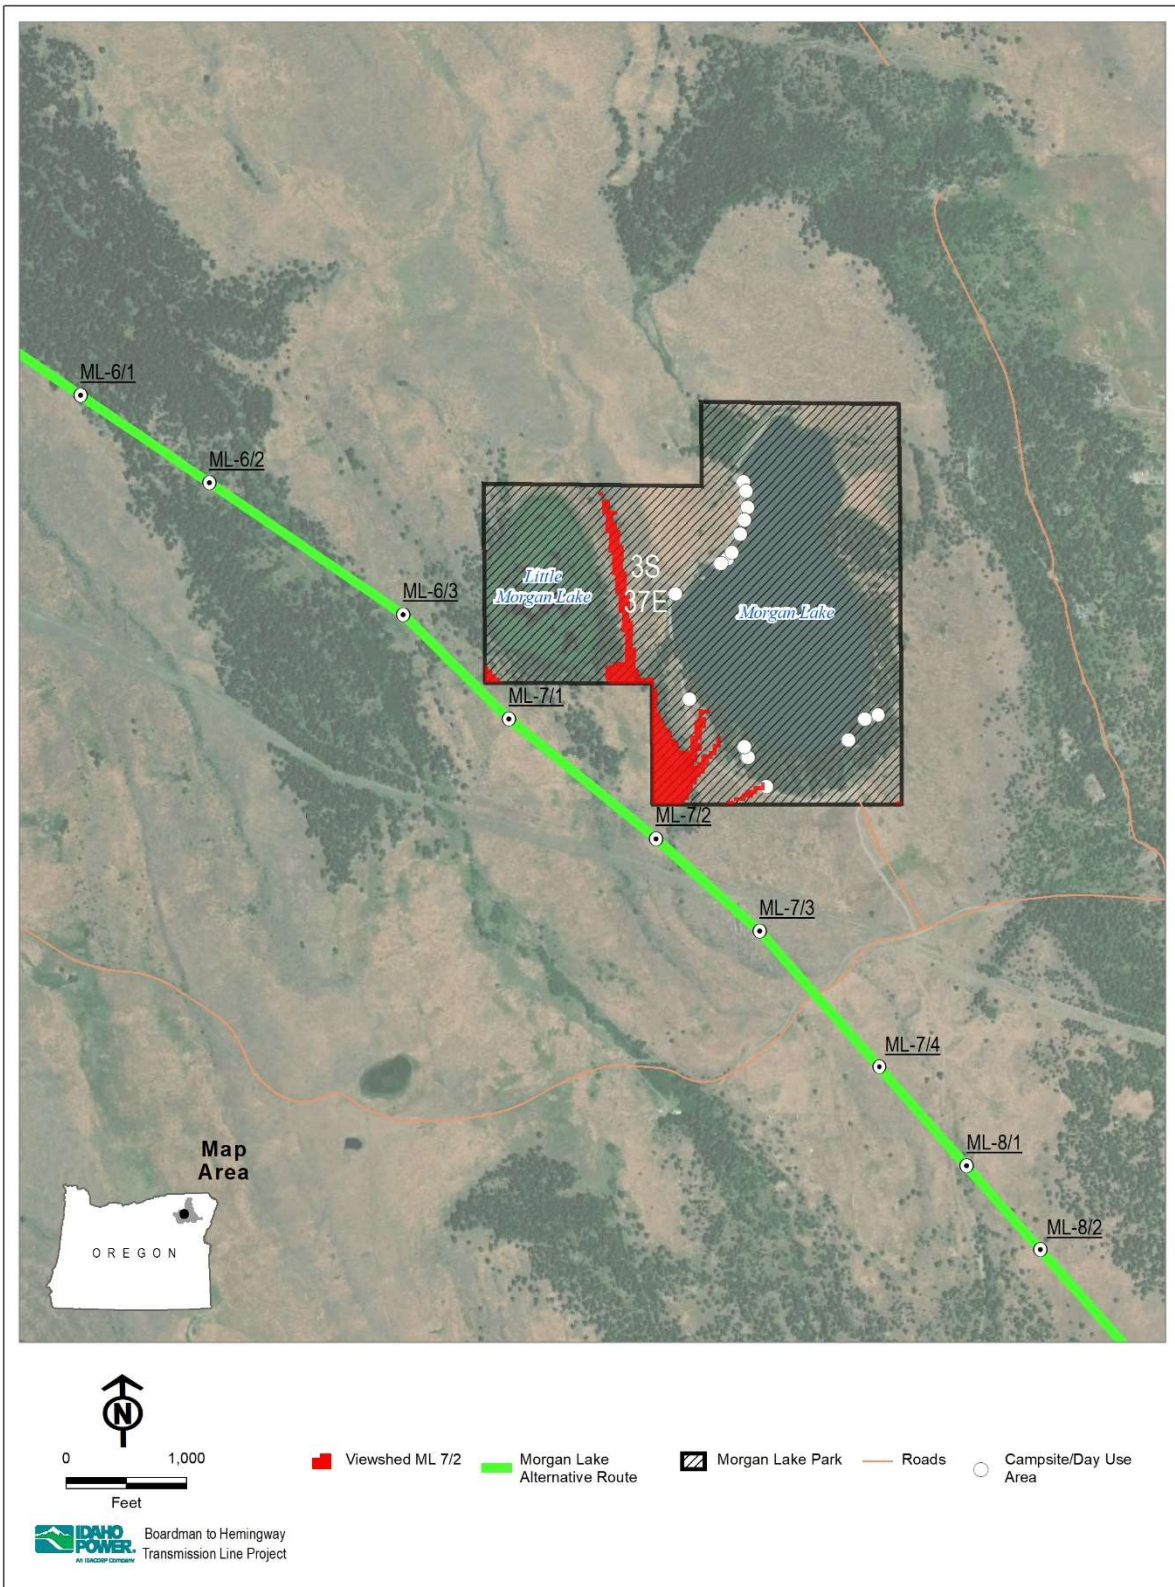 ML-6/1
ML-6/2
ML-6/3
Little
Morgan Lake
3S
37E
Morgan Lake
ML-7/1
ML-7/2
ML-7/3
ML-7/4
ML-8/1
ML-8/2
Map
Area
OREGON
N
0 1,000
Feet
Viewshed ML 7/2
Morgan Lake
Alternative Route
Morgan Lake Park
Roads
Campsite/Day Use
Area
IDAHO
POWER.
An IDACORP Company
Boardman to Hemingway
Transmission Line Project